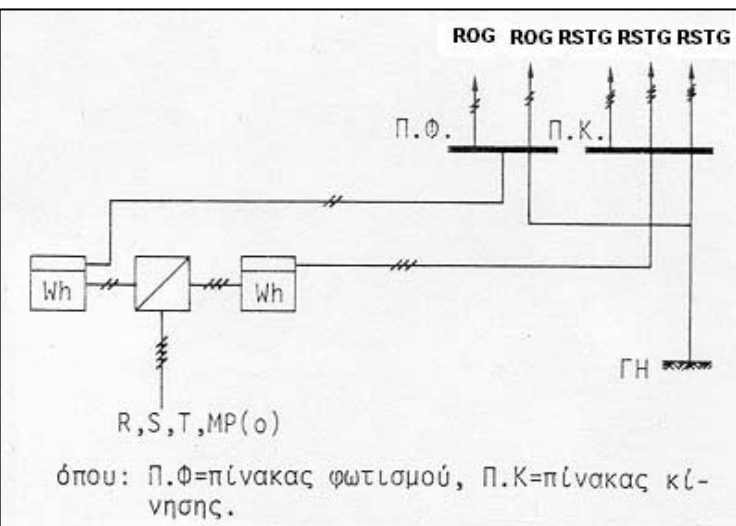 ROG ROG RSTG RSTG RSTG
Π.Φ. Π.Κ.
Wh Wh
ΓΗ
R,S,T,MP(o)
όπου: Π.Φ=πίνακας φωτισμού, Π.Κ=πίνακας κί-
νησης.